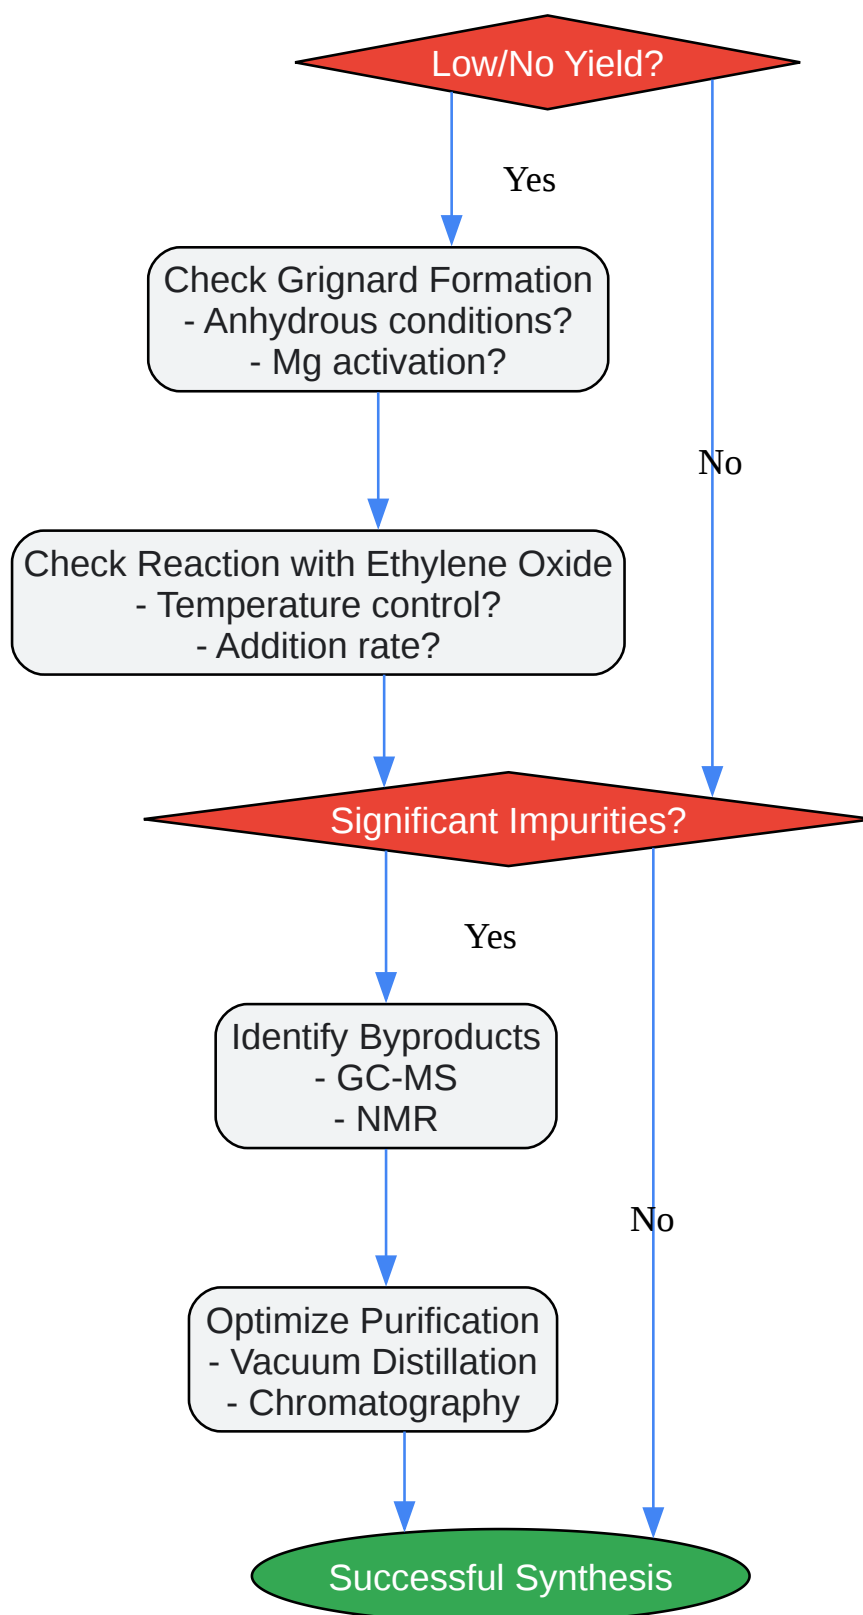 Low/No Yield?
Yes
Check Grignard Formation
- Anhydrous conditions?
- Mg activation?
No
Check Reaction with Ethylene Oxide
- Temperature control?
- Addition rate?
Significant Impurities?
Yes
Identify Byproducts
- GC-MS
- NMR
No
Optimize Purification
- Vacuum Distillation
- Chromatography
Successful Synthesis